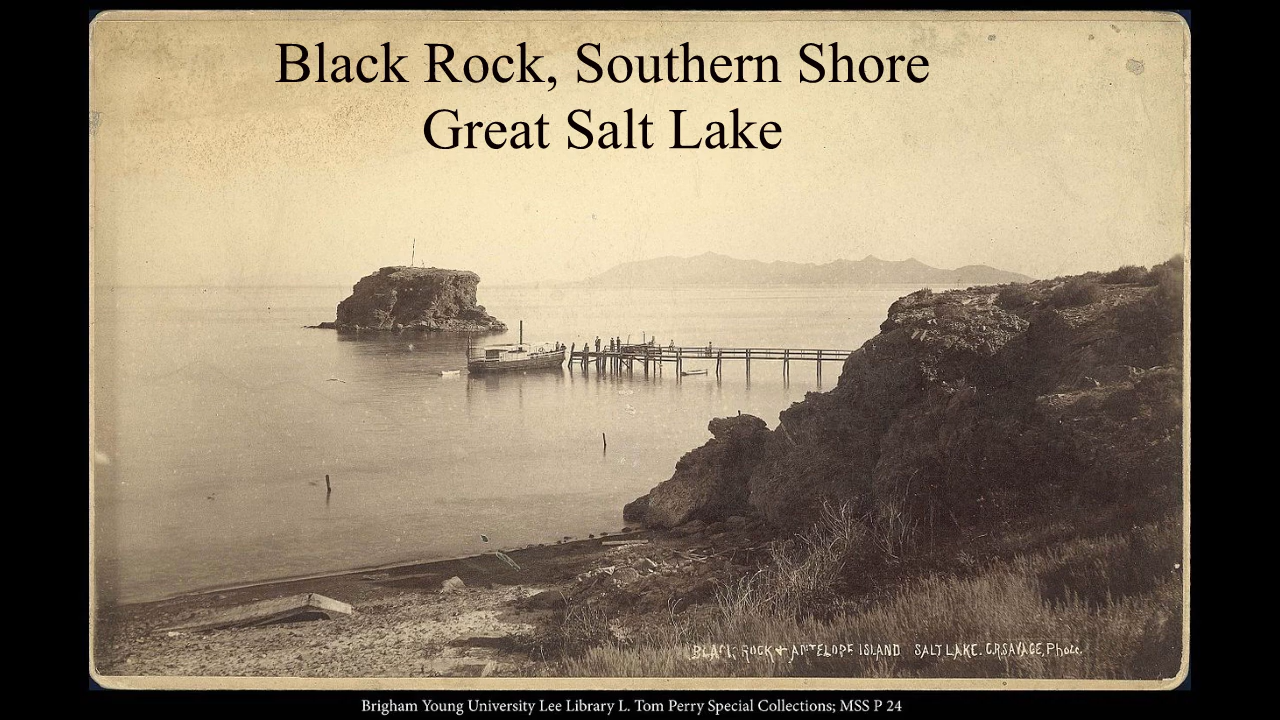 Black Rock, Southern Shore
Great Salt Lake
BLACK ROCK & ANTELOPE ISLAND SALT LAKE. C.R.SAVAGE, Photo.
Brigham Young University Lee Library L. Tom Perry Special Collections; MSS P 24